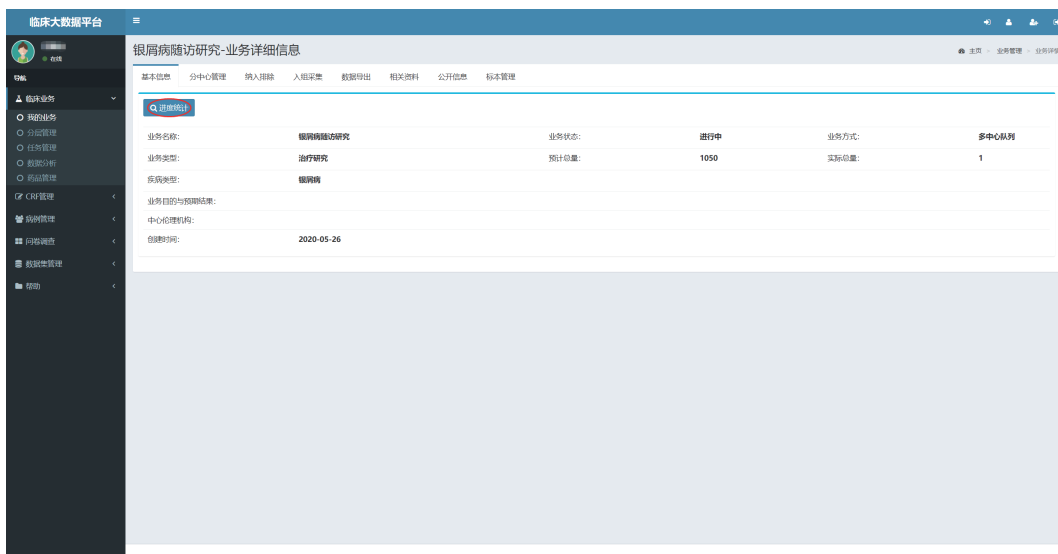 临床大数据平台
在线
导航
临床业务
我的业务
分层管理
任务管理
数据分析
药品管理
CRF管理
病例管理
问卷调查
数据集管理
帮助
银屑病随访研究-业务详细信息
主页 > 业务管理 > 业务详情
基本信息 分中心管理 纳入排除 入组采集 数据导出 相关资料 公开信息 标本管理
进度统计
业务名称: 银屑病随访研究 业务状态: 进行中 业务方式: 多中心队列
业务类型: 治疗研究 预计总量: 1050 实际总量: 1
疾病类型: 银屑病
业务目的与预期结果:
中心伦理机构:
创建时间: 2020-05-26